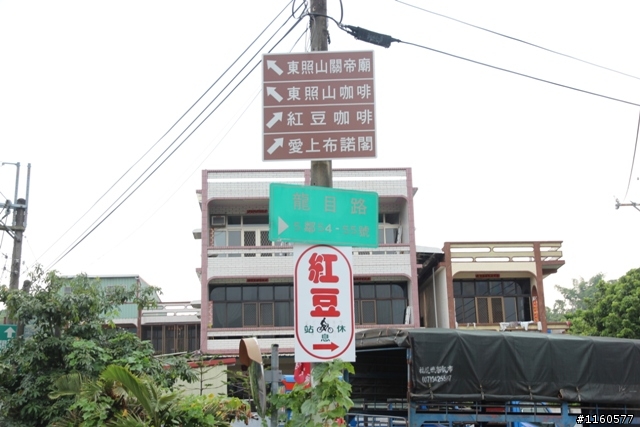 東照山關帝廟
東照山咖啡
紅豆咖啡
愛上布諾閣
龍目路
紅豆
站休
息
#1160577